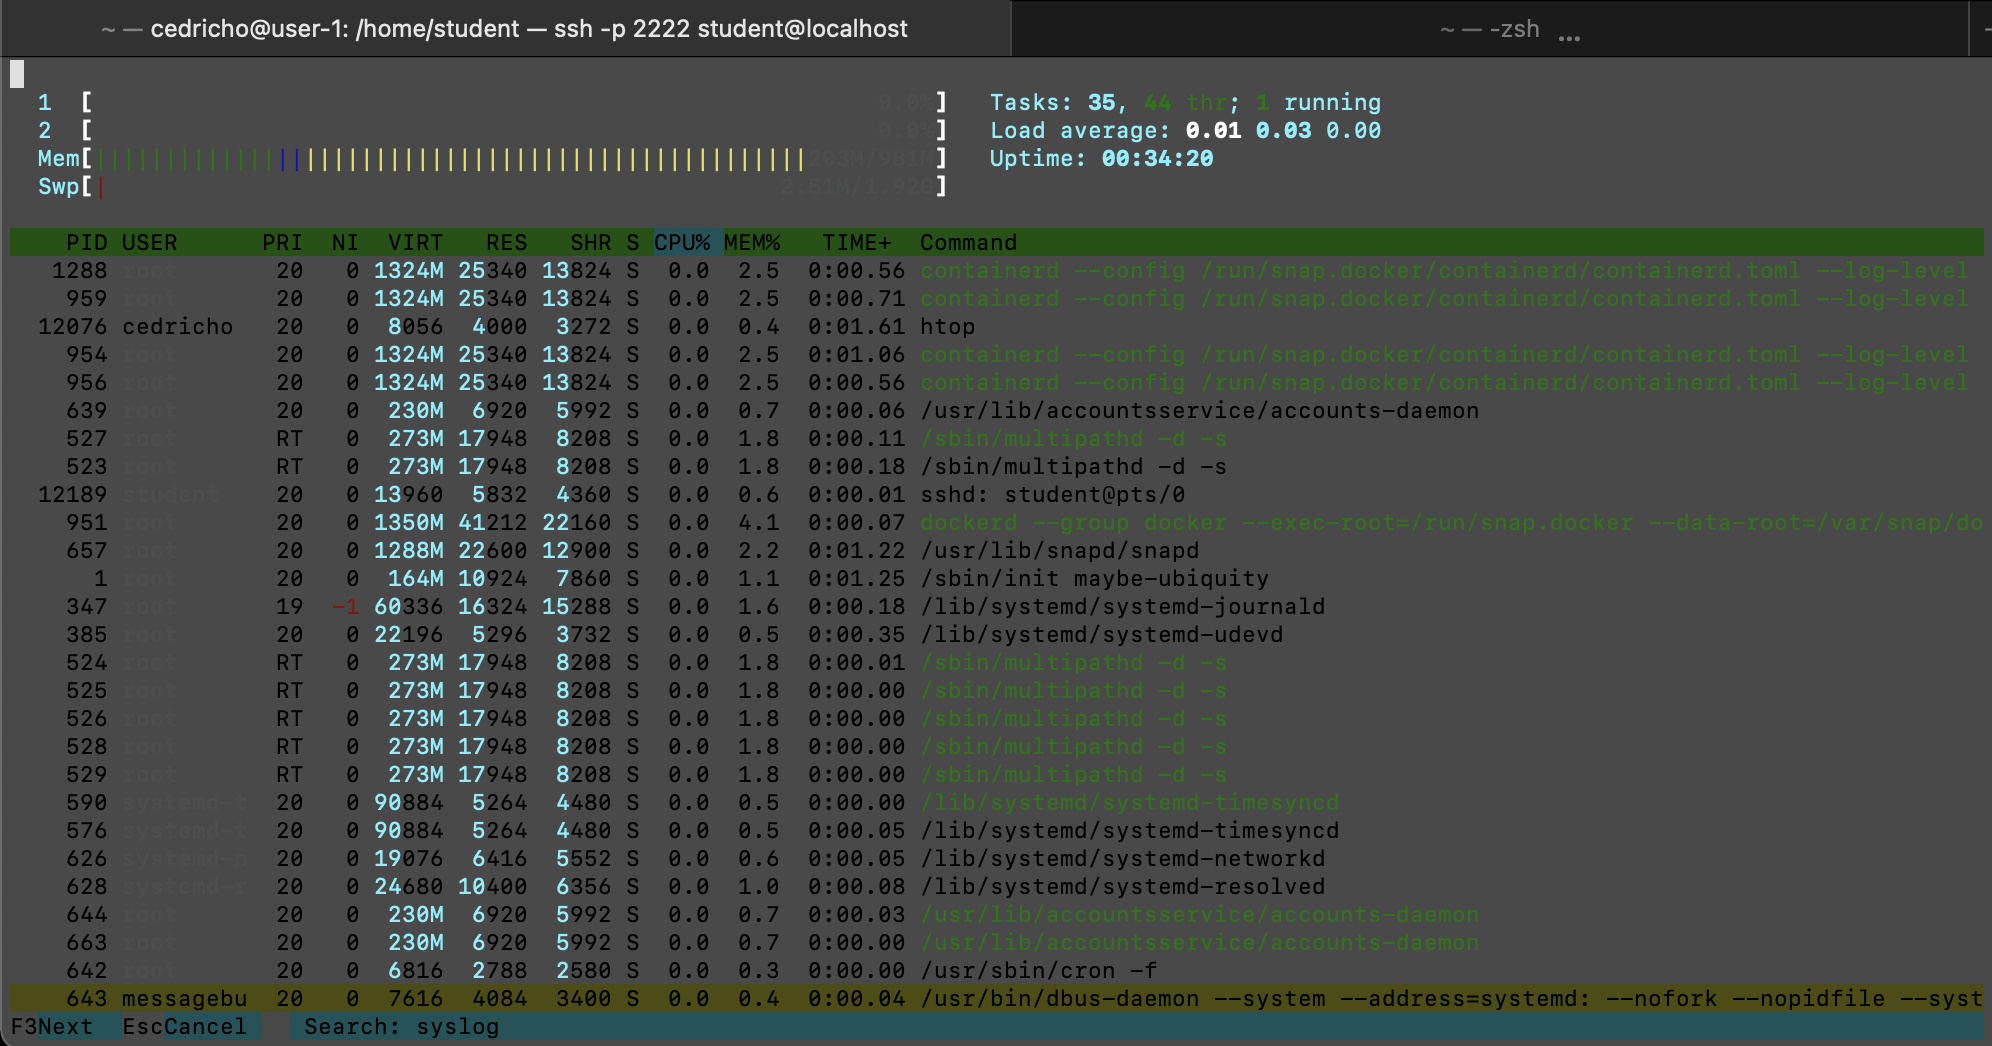 ~ — cedricho@user-1: /home/student — ssh -p 2222 student@localhost
~ — -zsh ...
1 [ 0.0%] Tasks: 35, 44 thr; 1 running
2 [ 0.0%] Load average: 0.01 0.03 0.00
Mem[|||||||||||||||||||||||||||||||||||||||||||||||||||203M/981M] Uptime: 00:34:20
Swp[| 2.51M/1.92G]
PID USER PRI NI VIRT RES SHR S CPU% MEM% TIME+ Command
1288 root 20 0 1324M 25340 13824 S 0.0 2.5 0:00.56 containerd --config /run/snap.docker/containerd/containerd.toml --log-level
959 root 20 0 1324M 25340 13824 S 0.0 2.5 0:00.71 containerd --config /run/snap.docker/containerd/containerd.toml --log-level
12076 cedricho 20 0 8056 4000 3272 S 0.0 0.4 0:01.61 htop
954 root 20 0 1324M 25340 13824 S 0.0 2.5 0:01.06 containerd --config /run/snap.docker/containerd/containerd.toml --log-level
956 root 20 0 1324M 25340 13824 S 0.0 2.5 0:00.56 containerd --config /run/snap.docker/containerd/containerd.toml --log-level
639 root 20 0 230M 6920 5992 S 0.0 0.7 0:00.06 /usr/lib/accountsservice/accounts-daemon
527 root RT 0 273M 17948 8208 S 0.0 1.8 0:00.11 /sbin/multipathd -d -s
523 root RT 0 273M 17948 8208 S 0.0 1.8 0:00.18 /sbin/multipathd -d -s
12189 student 20 0 13960 5832 4360 S 0.0 0.6 0:00.01 sshd: student@pts/0
951 root 20 0 1350M 41212 22160 S 0.0 4.1 0:00.07 dockerd --group docker --exec-root=/run/snap.docker --data-root=/var/snap/do
657 root 20 0 1288M 22600 12900 S 0.0 2.2 0:01.22 /usr/lib/snapd/snapd
1 root 20 0 164M 10924 7860 S 0.0 1.1 0:01.25 /sbin/init maybe-ubiquity
347 root 19 -1 60336 16324 15288 S 0.0 1.6 0:00.18 /lib/systemd/systemd-journald
385 root 20 0 22196 5296 3732 S 0.0 0.5 0:00.35 /lib/systemd/systemd-udevd
524 root RT 0 273M 17948 8208 S 0.0 1.8 0:00.01 /sbin/multipathd -d -s
525 root RT 0 273M 17948 8208 S 0.0 1.8 0:00.00 /sbin/multipathd -d -s
526 root RT 0 273M 17948 8208 S 0.0 1.8 0:00.00 /sbin/multipathd -d -s
528 root RT 0 273M 17948 8208 S 0.0 1.8 0:00.00 /sbin/multipathd -d -s
529 root RT 0 273M 17948 8208 S 0.0 1.8 0:00.00 /sbin/multipathd -d -s
590 systemd-t 20 0 90884 5264 4480 S 0.0 0.5 0:00.00 /lib/systemd/systemd-timesyncd
576 systemd-t 20 0 90884 5264 4480 S 0.0 0.5 0:00.05 /lib/systemd/systemd-timesyncd
626 systemd-n 20 0 19076 6416 5552 S 0.0 0.6 0:00.05 /lib/systemd/systemd-networkd
628 systemd-r 20 0 24680 10400 6356 S 0.0 1.0 0:00.08 /lib/systemd/systemd-resolved
644 root 20 0 230M 6920 5992 S 0.0 0.7 0:00.03 /usr/lib/accountsservice/accounts-daemon
663 root 20 0 230M 6920 5992 S 0.0 0.7 0:00.00 /usr/lib/accountsservice/accounts-daemon
642 root 20 0 6816 2788 2580 S 0.0 0.3 0:00.00 /usr/sbin/cron -f
643 messagebu 20 0 7616 4084 3400 S 0.0 0.4 0:00.04 /usr/bin/dbus-daemon --system --address=systemd: --nofork --nopidfile --syst
F3Next EscCancel Search: syslog